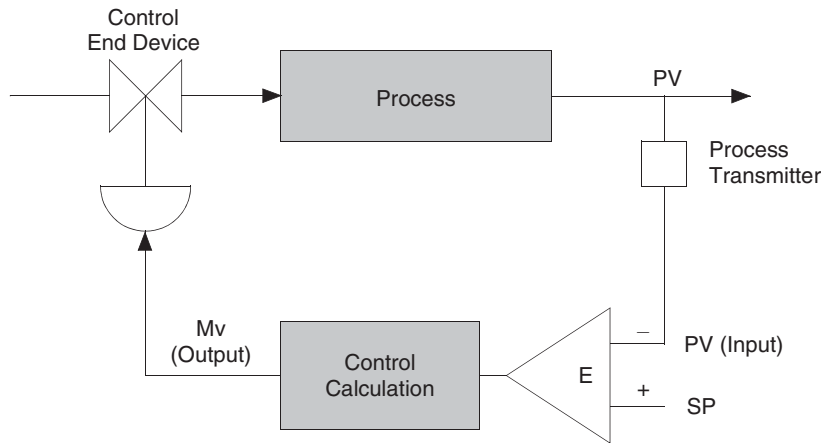 Control
End Device
Process
PV
Process
Transmitter
Mv
(Output)
Control
Calculation
E
–
PV (Input)
+
SP